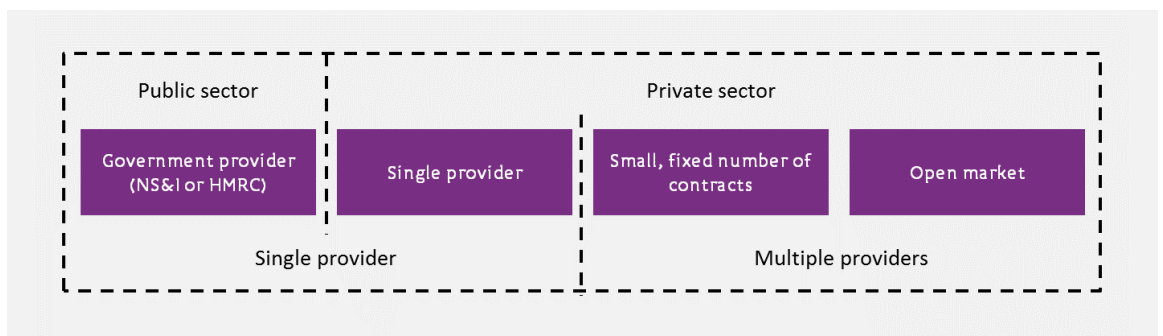 Public sector
Private sector
Government provider
(NS&I or HMRC)
Single provider
Small, fixed number of
contracts
Open market
Single provider
Multiple providers